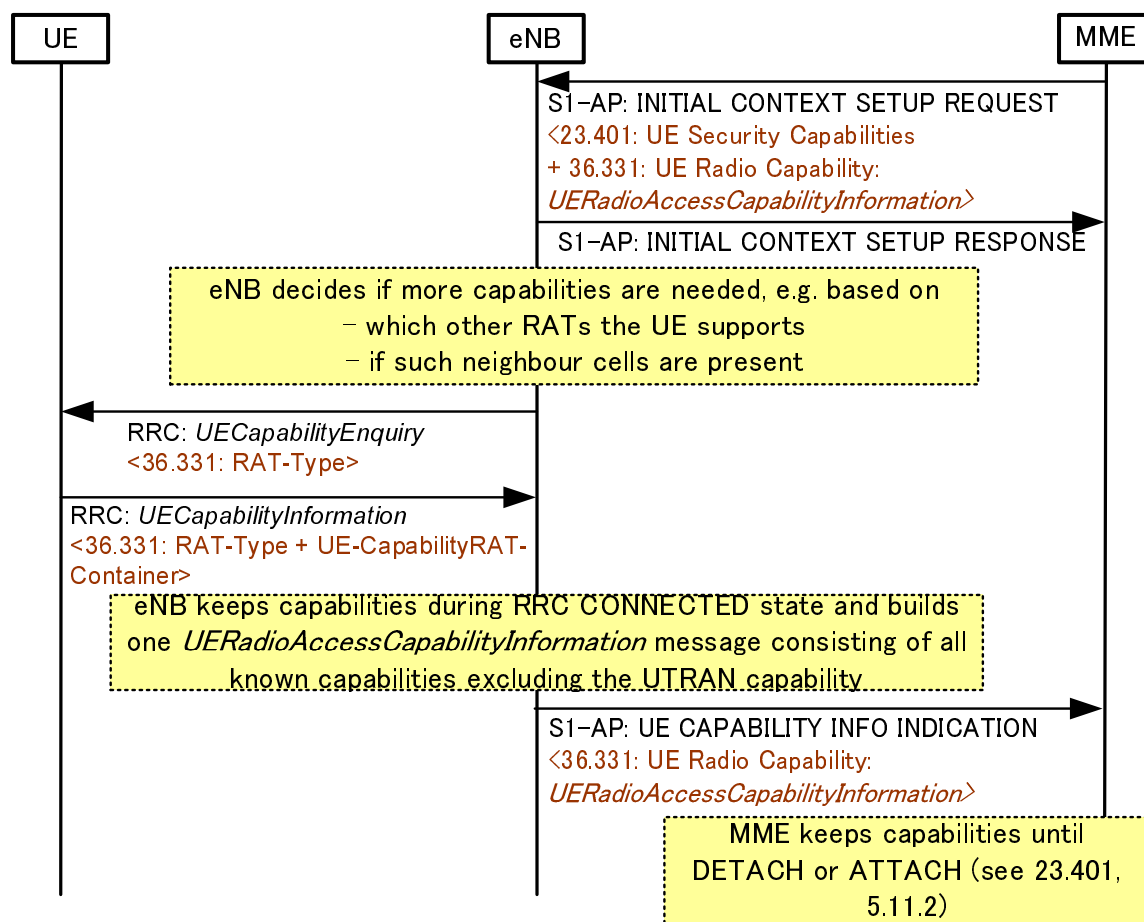 UE
eNB
MME
S1-AP: INITIAL CONTEXT SETUP REQUEST
<23.401: UE Security Capabilities
+ 36.331: UE Radio Capability:
UERadioAccessCapabilityInformation>
S1-AP: INITIAL CONTEXT SETUP RESPONSE
eNB decides if more capabilities are needed, e.g. based on
- which other RATs the UE supports
- if such neighbour cells are present
RRC: UECapabilityEnquiry
<36.331: RAT-Type>
RRC: UECapabilityInformation
<36.331: RAT-Type + UE-CapabilityRAT-
Container>
eNB keeps capabilities during RRC CONNECTED state and builds
one UERadioAccessCapabilityInformation message consisting of all
known capabilities excluding the UTRAN capability
S1-AP: UE CAPABILITY INFO INDICATION
<36.331: UE Radio Capability:
UERadioAccessCapabilityInformation>
MME keeps capabilities until
DETACH or ATTACH (see 23.401,
5.11.2)